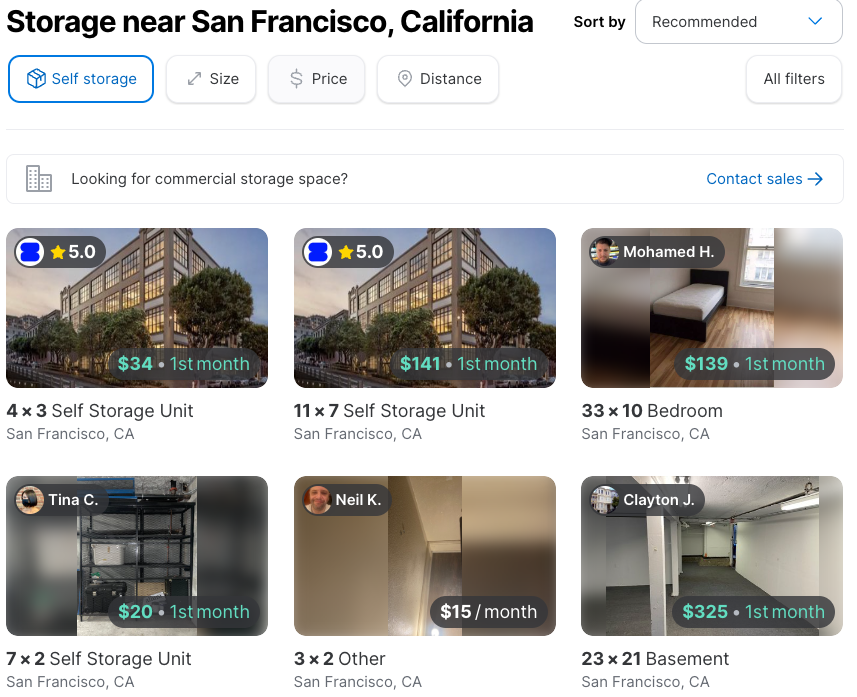 Storage near San Francisco, California
Sort by
Recommended
Self storage
Size
Price
Distance
All filters
Looking for commercial storage space?
Contact sales
5.0
$34 • 1st month
4 × 3 Self Storage Unit
San Francisco, CA
5.0
$141 • 1st month
11 × 7 Self Storage Unit
San Francisco, CA
Mohamed H.
$139 • 1st month
33 × 10 Bedroom
San Francisco, CA
Tina C.
$20 • 1st month
7 × 2 Self Storage Unit
San Francisco, CA
Neil K.
$15 / month
3 × 2 Other
San Francisco, CA
Clayton J.
$325 • 1st month
23 × 21 Basement
San Francisco, CA